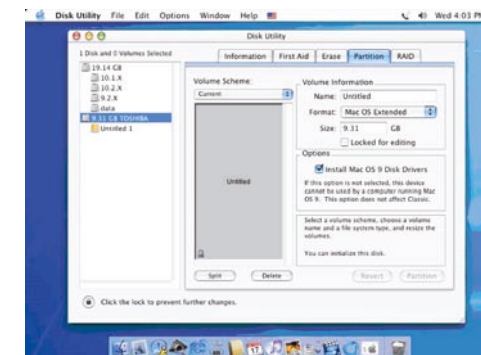 Disk Utility File Edit Options Window Help Wed 4:03 PM
Disk Utility
1 Disk and 0 Volumes Selected
Information First Aid Erase Partition RAID
19.14 GB
10.1.X
10.2.X
9.2.X
data
9.31 GB TOSHIBA
Untitled 1
Volume Scheme:
Current
Untitled
Split Delete
Volume Information
Name: Untitled
Format: Mac OS Extended
Size: 9.31 GB
Locked for editing
Options
Install Mac OS 9 Disk Drivers
If this option is not selected, this device
cannot be used by a computer running Mac
OS 9. This option does not affect Classic.
Select a volume scheme, choose a volume
name and a file system type, and resize the
volumes.
You can initialize this disk.
Revert Partition
Click the lock to prevent further changes.